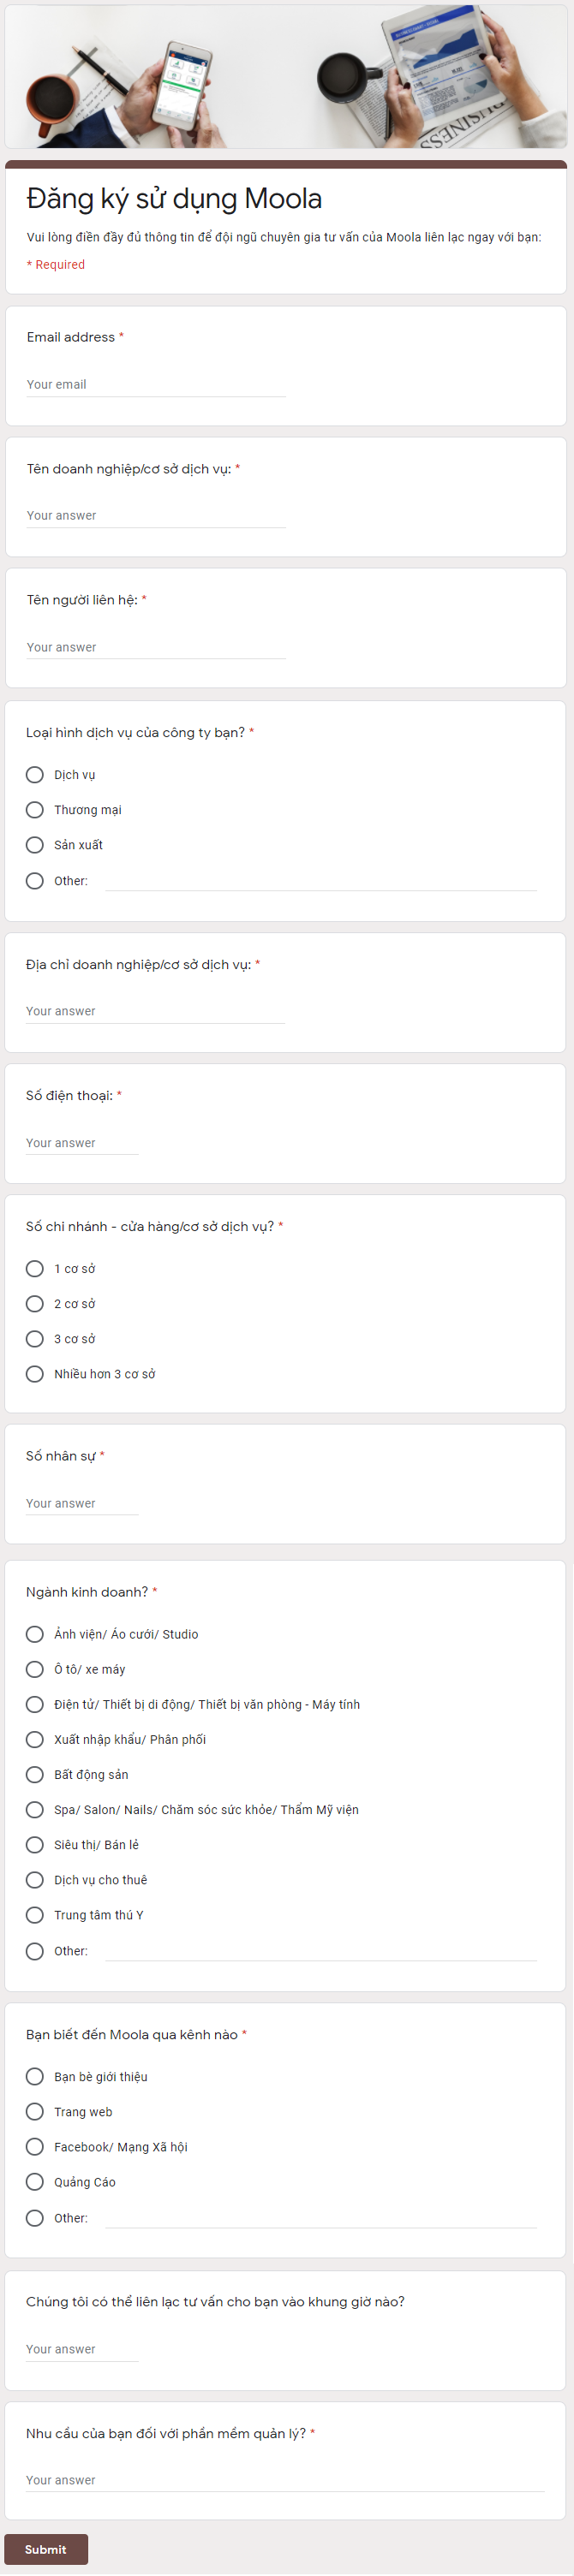 BUSINESS
Đăng ký sử dụng Moola
Vui lòng điền đầy đủ thông tin để đội ngũ chuyên gia tư vấn của Moola liên lạc ngay với bạn:
* Required
Email address *
Your email
Tên doanh nghiệp/cơ sở dịch vụ: *
Your answer
Tên người liên hệ: *
Your answer
Loại hình dịch vụ của công ty bạn? *
Dịch vụ
Thương mại
Sản xuất
Other:
Địa chỉ doanh nghiệp/cơ sở dịch vụ: *
Your answer
Số điện thoại: *
Your answer
Số chi nhánh - cửa hàng/cơ sở dịch vụ? *
1 cơ sở
2 cơ sở
3 cơ sở
Nhiều hơn 3 cơ sở
Số nhân sự *
Your answer
Ngành kinh doanh? *
Ảnh viện/ Áo cưới/ Studio
Ô tô/ xe máy
Điện tử/ Thiết bị di động/ Thiết bị văn phòng - Máy tính
Xuất nhập khẩu/ Phân phối
Bất động sản
Spa/ Salon/ Nails/ Chăm sóc sức khỏe/ Thẩm Mỹ viện
Siêu thị/ Bán lẻ
Dịch vụ cho thuê
Trung tâm thú Y
Other:
Bạn biết đến Moola qua kênh nào *
Bạn bè giới thiệu
Trang web
Facebook/ Mạng Xã hội
Quảng Cáo
Other:
Chúng tôi có thể liên lạc tư vấn cho bạn vào khung giờ nào?
Your answer
Nhu cầu của bạn đối với phần mềm quản lý? *
Your answer
Submit